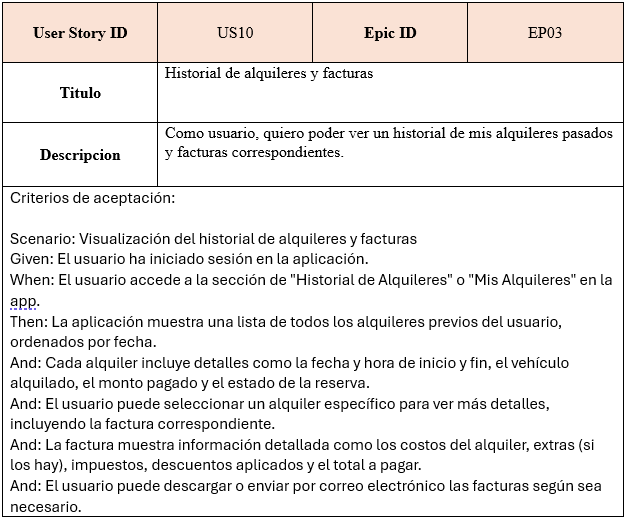 User Story ID US10 Epic ID EP03
Titulo Historial de alquileres y facturas
Descripcion Como usuario, quiero poder ver un historial de mis alquileres pasados
y facturas correspondientes.
Criterios de aceptación:
Scenario: Visualización del historial de alquileres y facturas
Given: El usuario ha iniciado sesión en la aplicación.
When: El usuario accede a la sección de "Historial de Alquileres" o "Mis Alquileres" en la
app.
Then: La aplicación muestra una lista de todos los alquileres previos del usuario,
ordenados por fecha.
And: Cada alquiler incluye detalles como la fecha y hora de inicio y fin, el vehículo
alquilado, el monto pagado y el estado de la reserva.
And: El usuario puede seleccionar un alquiler específico para ver más detalles,
incluyendo la factura correspondiente.
And: La factura muestra información detallada como los costos del alquiler, extras (si
los hay), impuestos, descuentos aplicados y el total a pagar.
And: El usuario puede descargar o enviar por correo electrónico las facturas según sea
necesario.